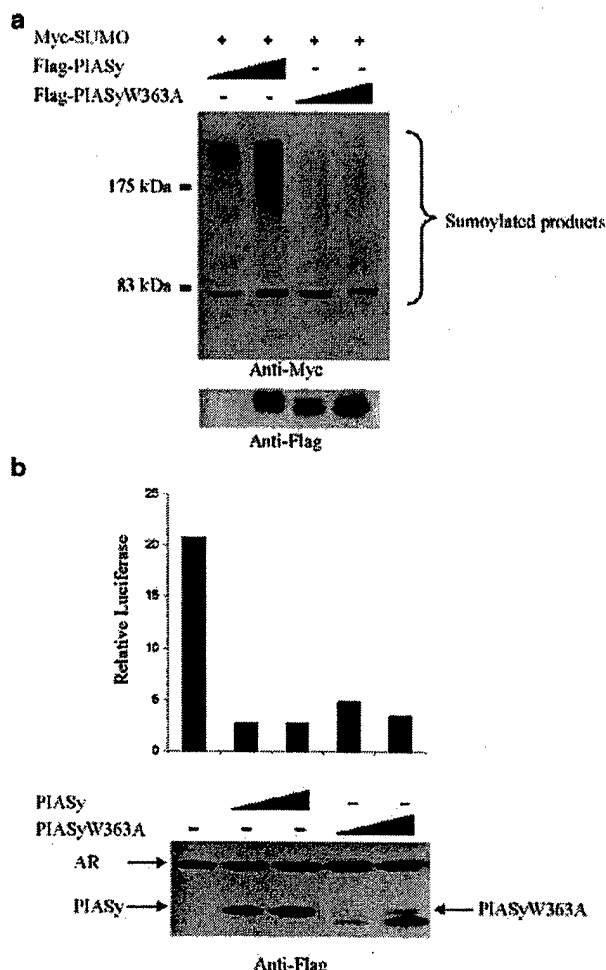 a
Myc-SUMO + + + +
Flag-PIASy - -
Flag-PIASyW363A - -
175 kDa
83 kDa
Sumoylated products
Anti-Myc
Anti-Flag
b
25
20
15
10
5
0
Relative Luciferase
PIASy - -
PIASyW363A - - -
AR
PIASy
PIASyW363A
Anti-Flag